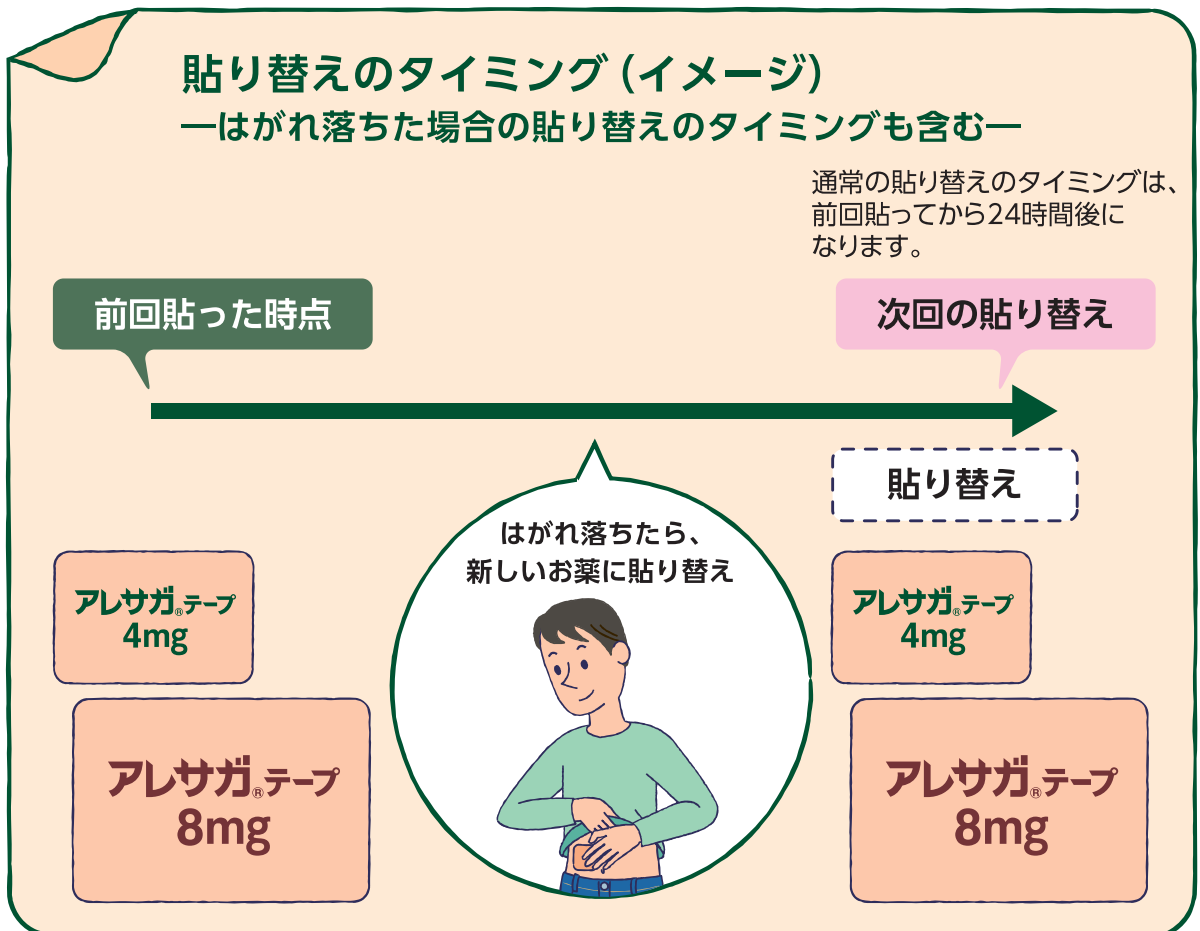 貼り替えのタイミング(イメージ)
―はがれ落ちた場合の貼り替えのタイミングも含む―
通常の貼り替えのタイミングは、
前回貼ってから24時間後に
なります。
前回貼った時点
次回の貼り替え
貼り替え
はがれ落ちたら、
新しいお薬に貼り替え
アレサガ®テープ
4mg
アレサガ®テープ
8mg
アレサガ®テープ
4mg
アレサガ®テープ
8mg